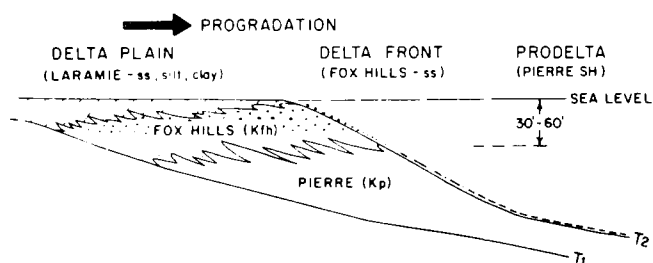 PROGRADATION
DELTA PLAIN DELTA FRONT PRODELTA
(LARAMIE - ss, silt, clay) (FOX HILLS - ss) (PIERRE SH)
SEA LEVEL
30'-60'
FOX HILLS (Kfh)
PIERRE (Kp)
T2
T1